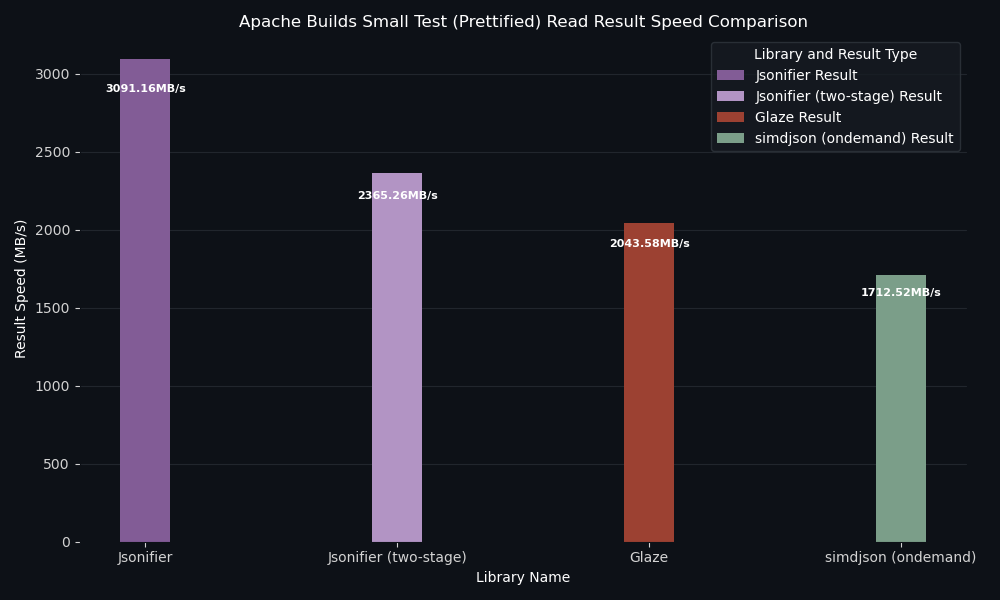 Apache Builds Small Test (Prettified) Read Result Speed Comparison
Library and Result Type
Jsonifier Result
Jsonifier (two-stage) Result
Glaze Result
simdjson (ondemand) Result
Result Speed (MB/s)
3000
2500
2000
1500
1000
500
0
3091.16MB/s
2365.26MB/s
2043.58MB/s
1712.52MB/s
Jsonifier
Jsonifier (two-stage)
Glaze
simdjson (ondemand)
Library Name